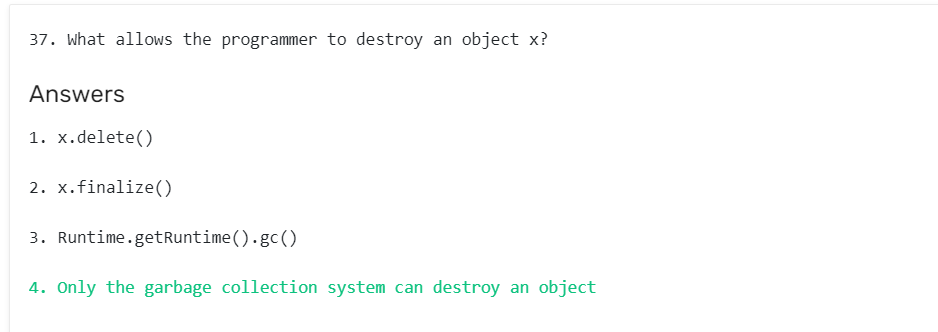 37. What allows the programmer to destroy an object x?
Answers
1. x.delete()
2. x.finalize()
3. Runtime.getRuntime().gc()
4. Only the garbage collection system can destroy an object